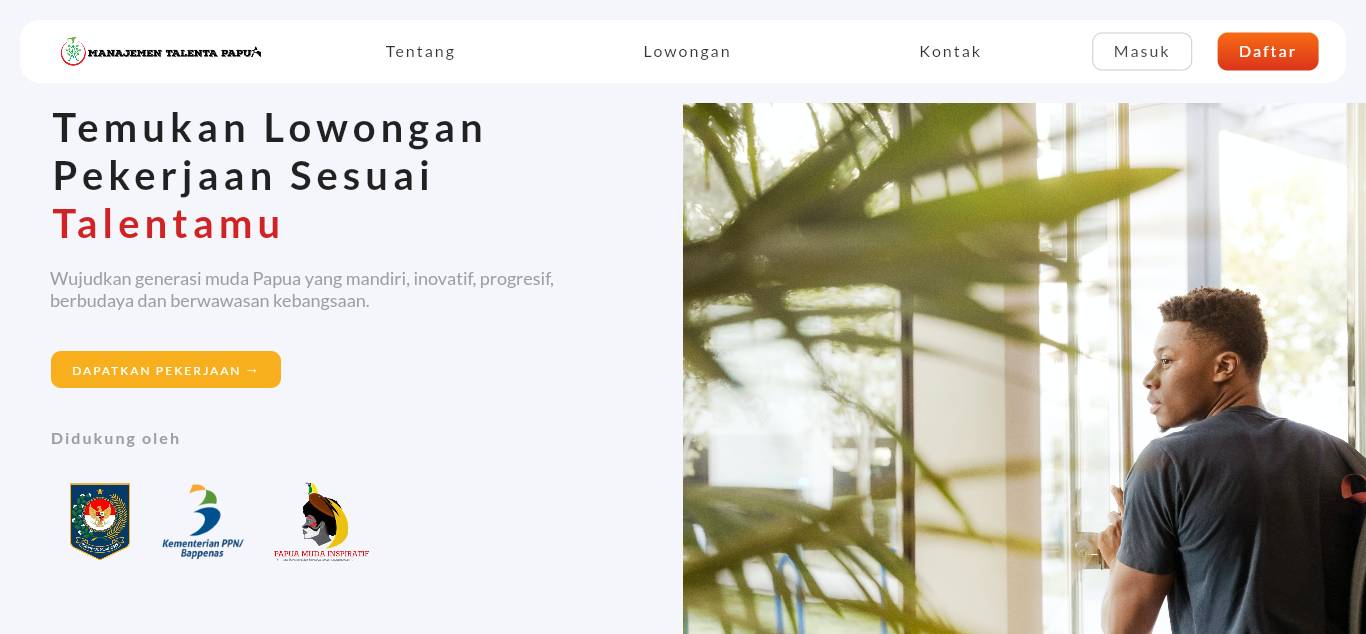 MANAJEMEN TALENTA PAPUA
Tentang
Lowongan
Kontak
Masuk
Daftar
Temukan Lowongan
Pekerjaan Sesuai
Talentamu
Wujudkan generasi muda Papua yang mandiri, inovatif, progresif,
berbudaya dan berwawasan kebangsaan.
DAPATKAN PEKERJAAN →
Didukung oleh
Kementerian PPN/
Bappenas
PAPUA MUDA INSPIRATIF